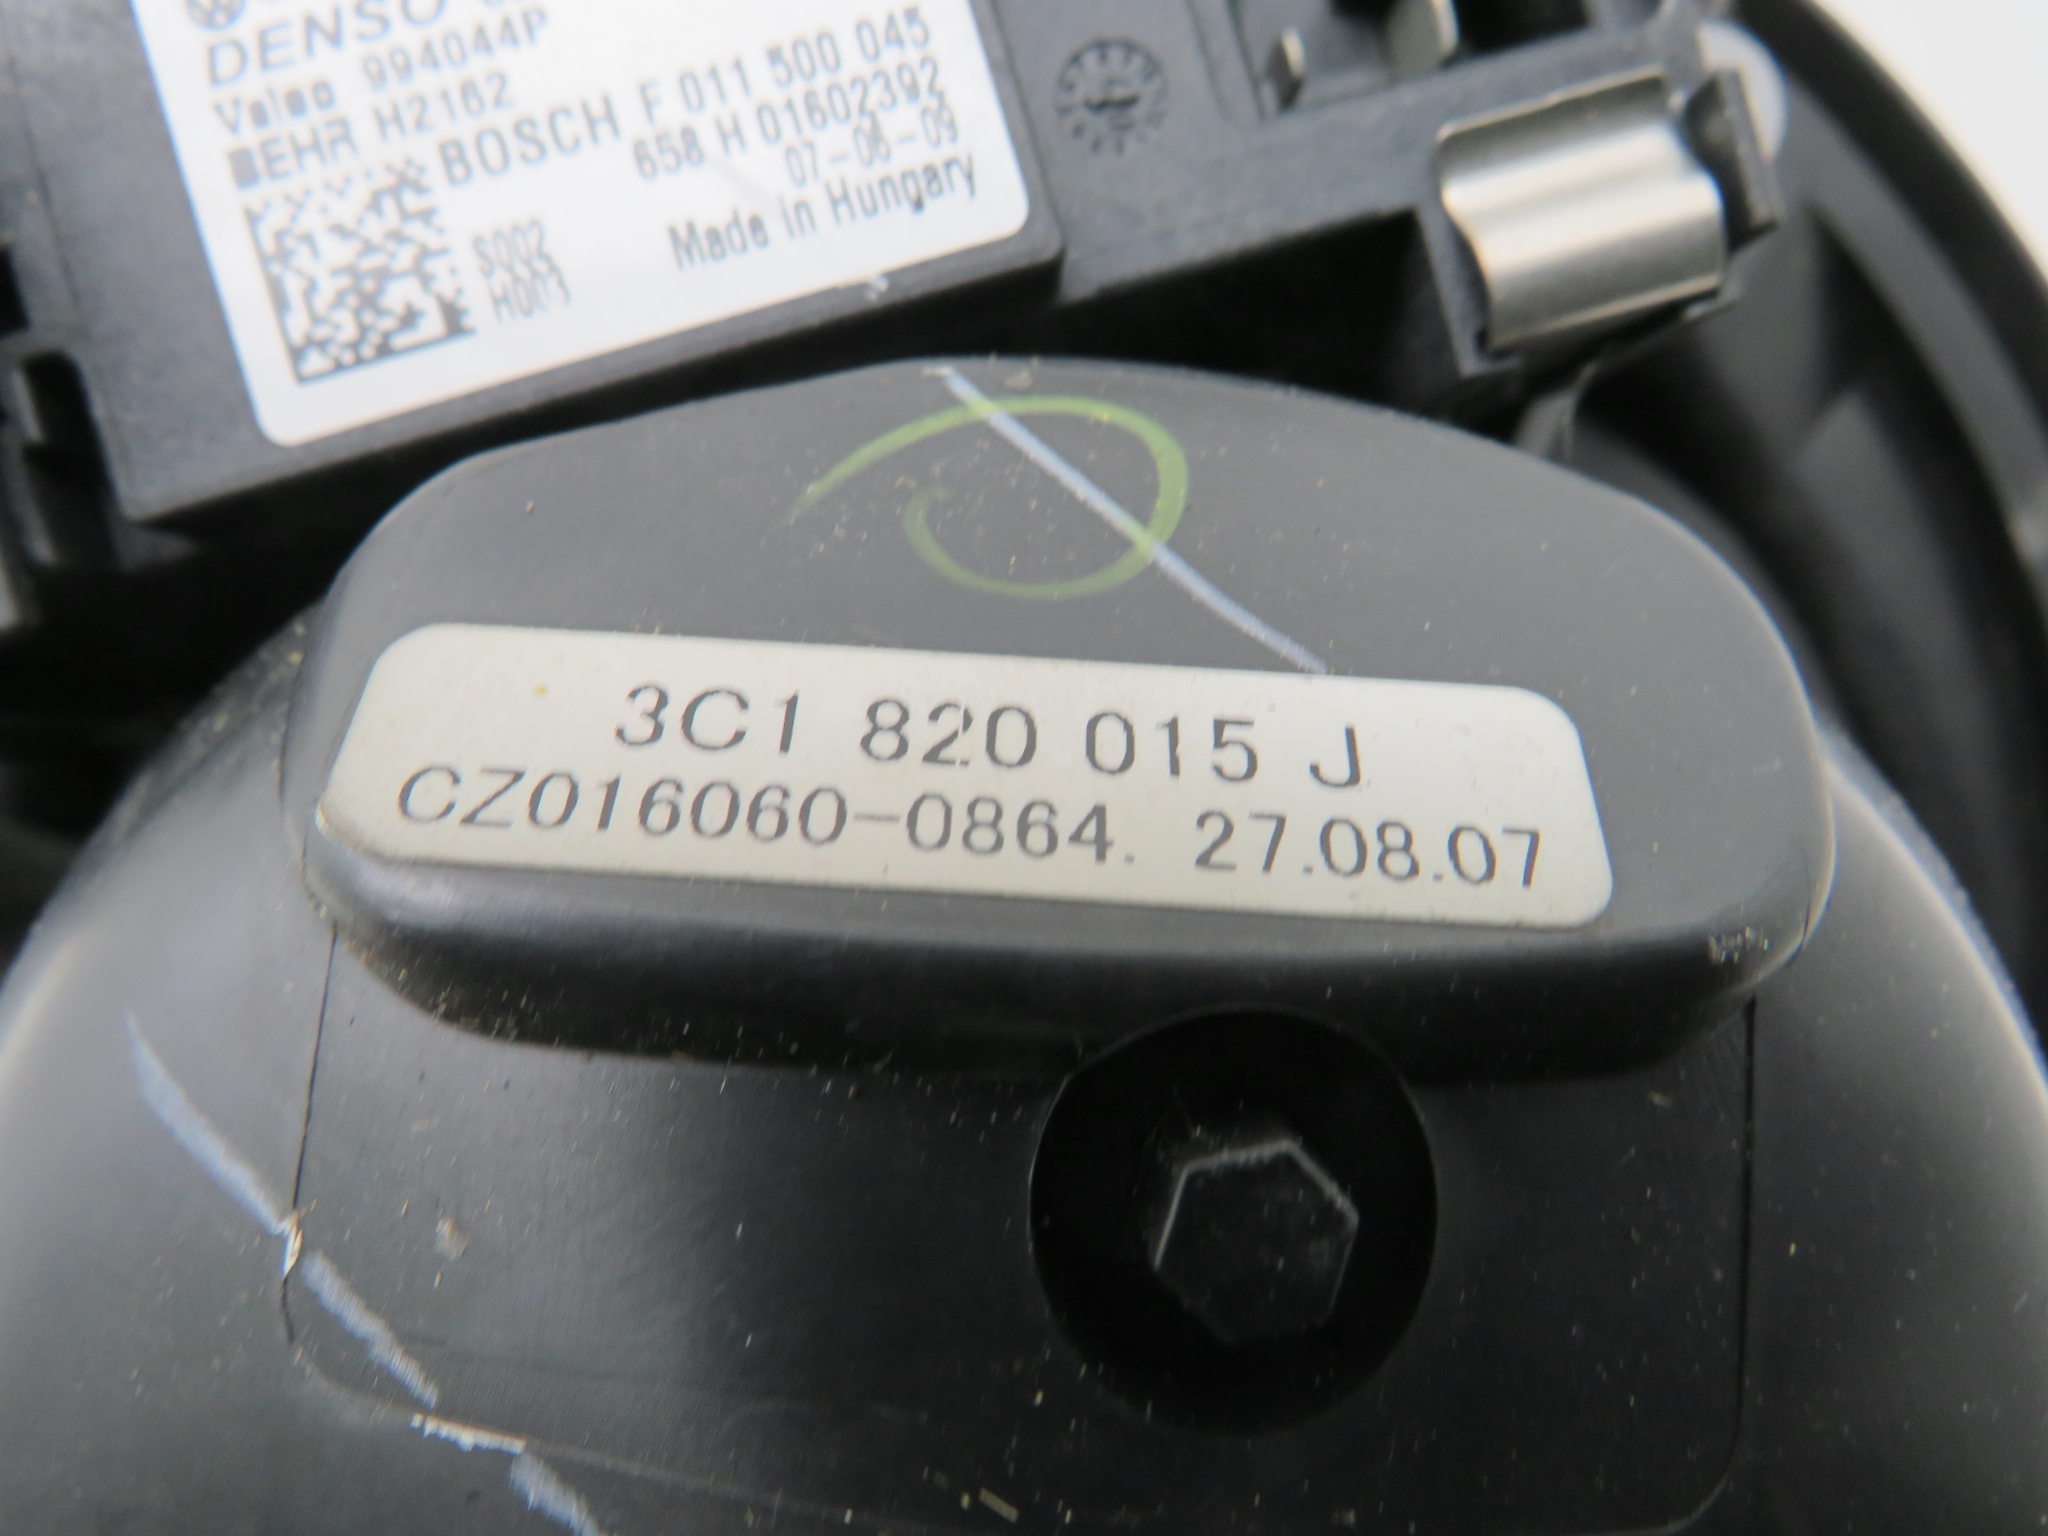 DENSO
Valeo 994044P
BEHR H2162
BOSCH F 011 500 045
658 H 01602392
07-08-09
Made in Hungary
S002
H003
3C1 820 015 J
CZ016060-0864. 27.08.07